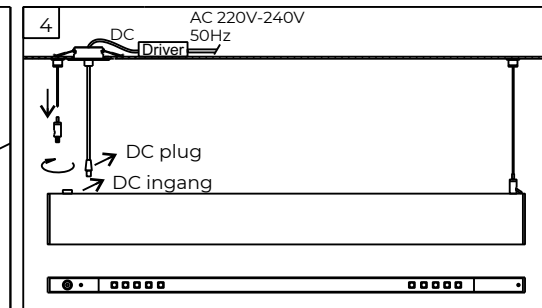 4
AC 220V-240V
DC
50Hz
Driver
DC plug
DC ingang